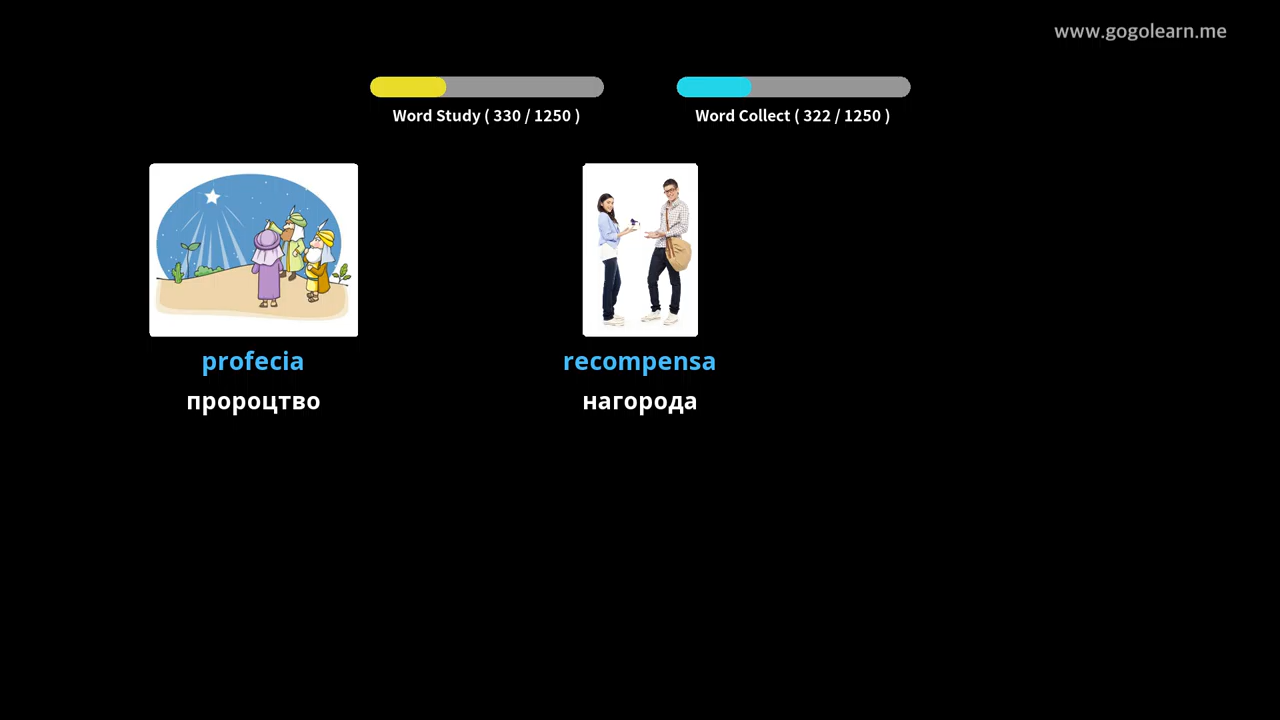 www.gogolearn.me
Word Study ( 330 / 1250 )
Word Collect ( 322 / 1250 )
profecia
recompensa
пророцтво
нагорода